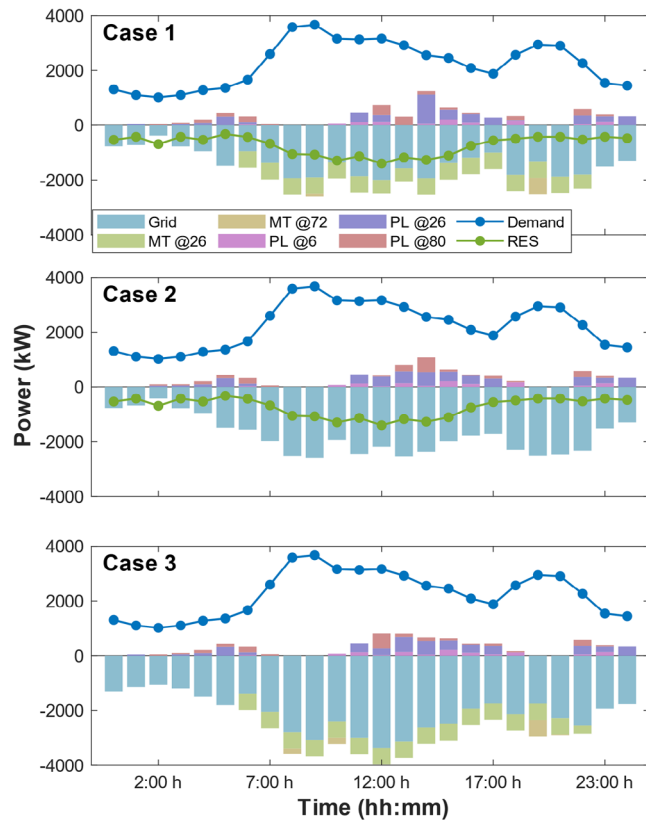 4000
Case 1
2000
0
-2000
-4000
Grid MT @72 PL @26 Demand
MT @26 PL @6 PL @80 RES
4000
Case 2
2000
0
-2000
-4000
Power (kW)
4000
Case 3
2000
0
-2000
-4000
2:00 h 7:00 h 12:00 h 17:00 h 23:00 h
Time (hh:mm)